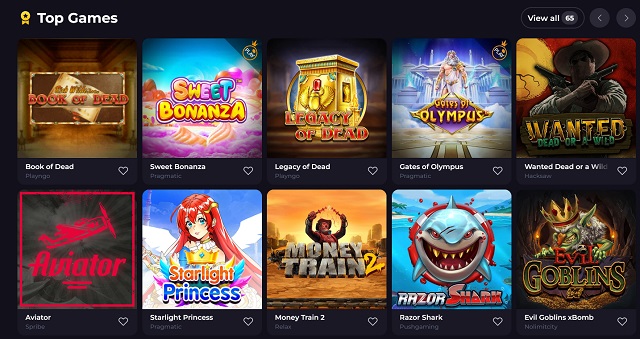 Top Games
View all 65
Rich Wilde and the
BOOK OF DEAD
SWEET
BONANZA
LEGACY
OF DEAD
GATES OF
OLYMPUS
WANTED
DEAD OR A WILD
Book of Dead
Playngo
Sweet Bonanza
Pragmatic
Legacy of Dead
Playngo
Gates of Olympus
Pragmatic
Wanted Dead or a Wild
Hacksaw
Aviator
Starlight
Princess
MONEY
TRAIN
2
RAZOR SHARK
EVIL
GOBLINS
Aviator
Spribe
Starlight Princess
Pragmatic
Money Train 2
Relax
Razor Shark
Pushgaming
Evil Goblins xBomb
Nolimitcity